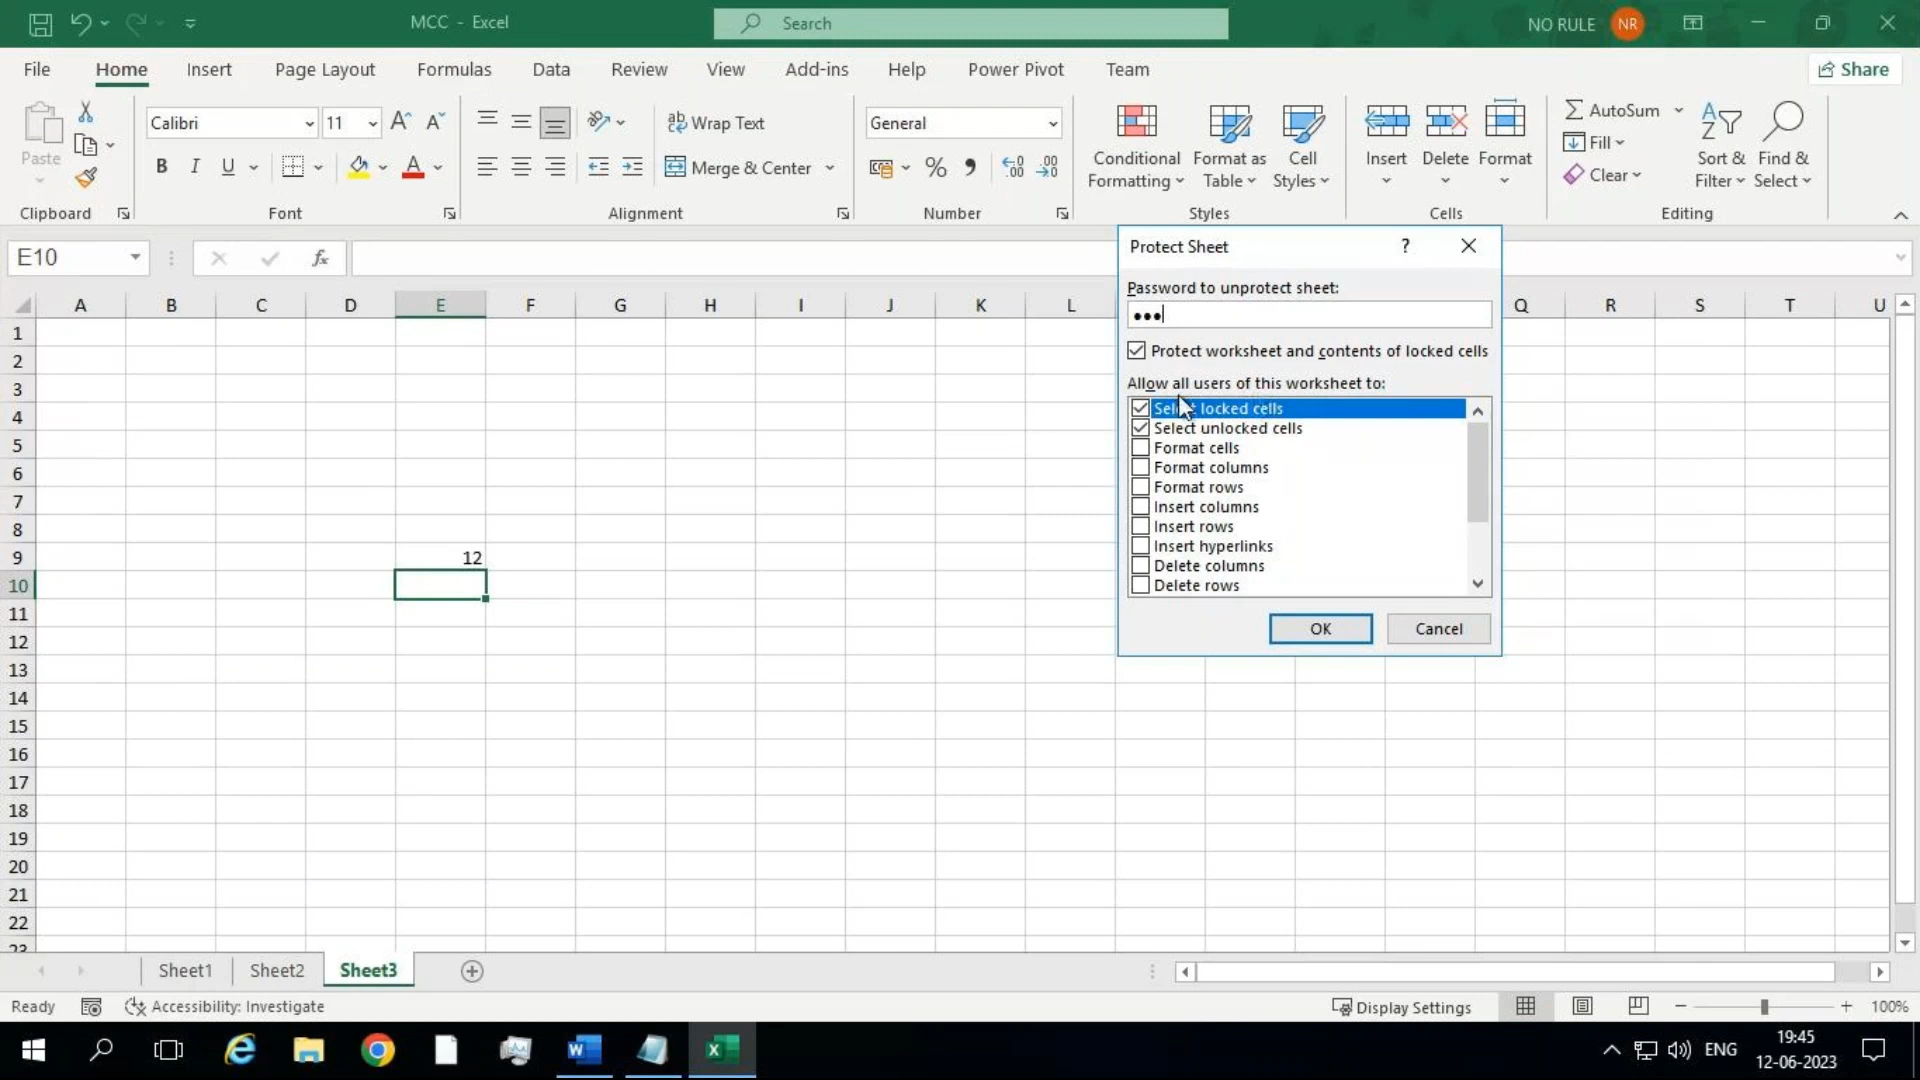 MCC - Excel
Search
NO RULE NR
File Home Insert Page Layout Formulas Data Review View Add-ins Help Power Pivot Team Share
Paste
Clipboard
Calibri 11
B I U A
Font
ab Wrap Text
Merge & Center
Alignment
General
%
Number
Conditional Formatting
Format as Table
Cell Styles
Styles
Insert Delete Format
Cells
AutoSum
Fill
Clear
Sort & Filter
Find & Select
Editing
E10 fx
A B C D E F G H I J K L Q R S T U
1
2
3
4
5
6
7
8
9 12
10
11
12
13
14
15
16
17
18
19
20
21
22
23
Protect Sheet ?
Password to unprotect sheet:
•••
Protect worksheet and contents of locked cells
Allow all users of this worksheet to:
Select locked cells
Select unlocked cells
Format cells
Format columns
Format rows
Insert columns
Insert rows
Insert hyperlinks
Delete columns
Delete rows
OK Cancel
Sheet1 Sheet2 Sheet3
Ready Accessibility: Investigate Display Settings 100%
ENG 19:45
12-06-2023